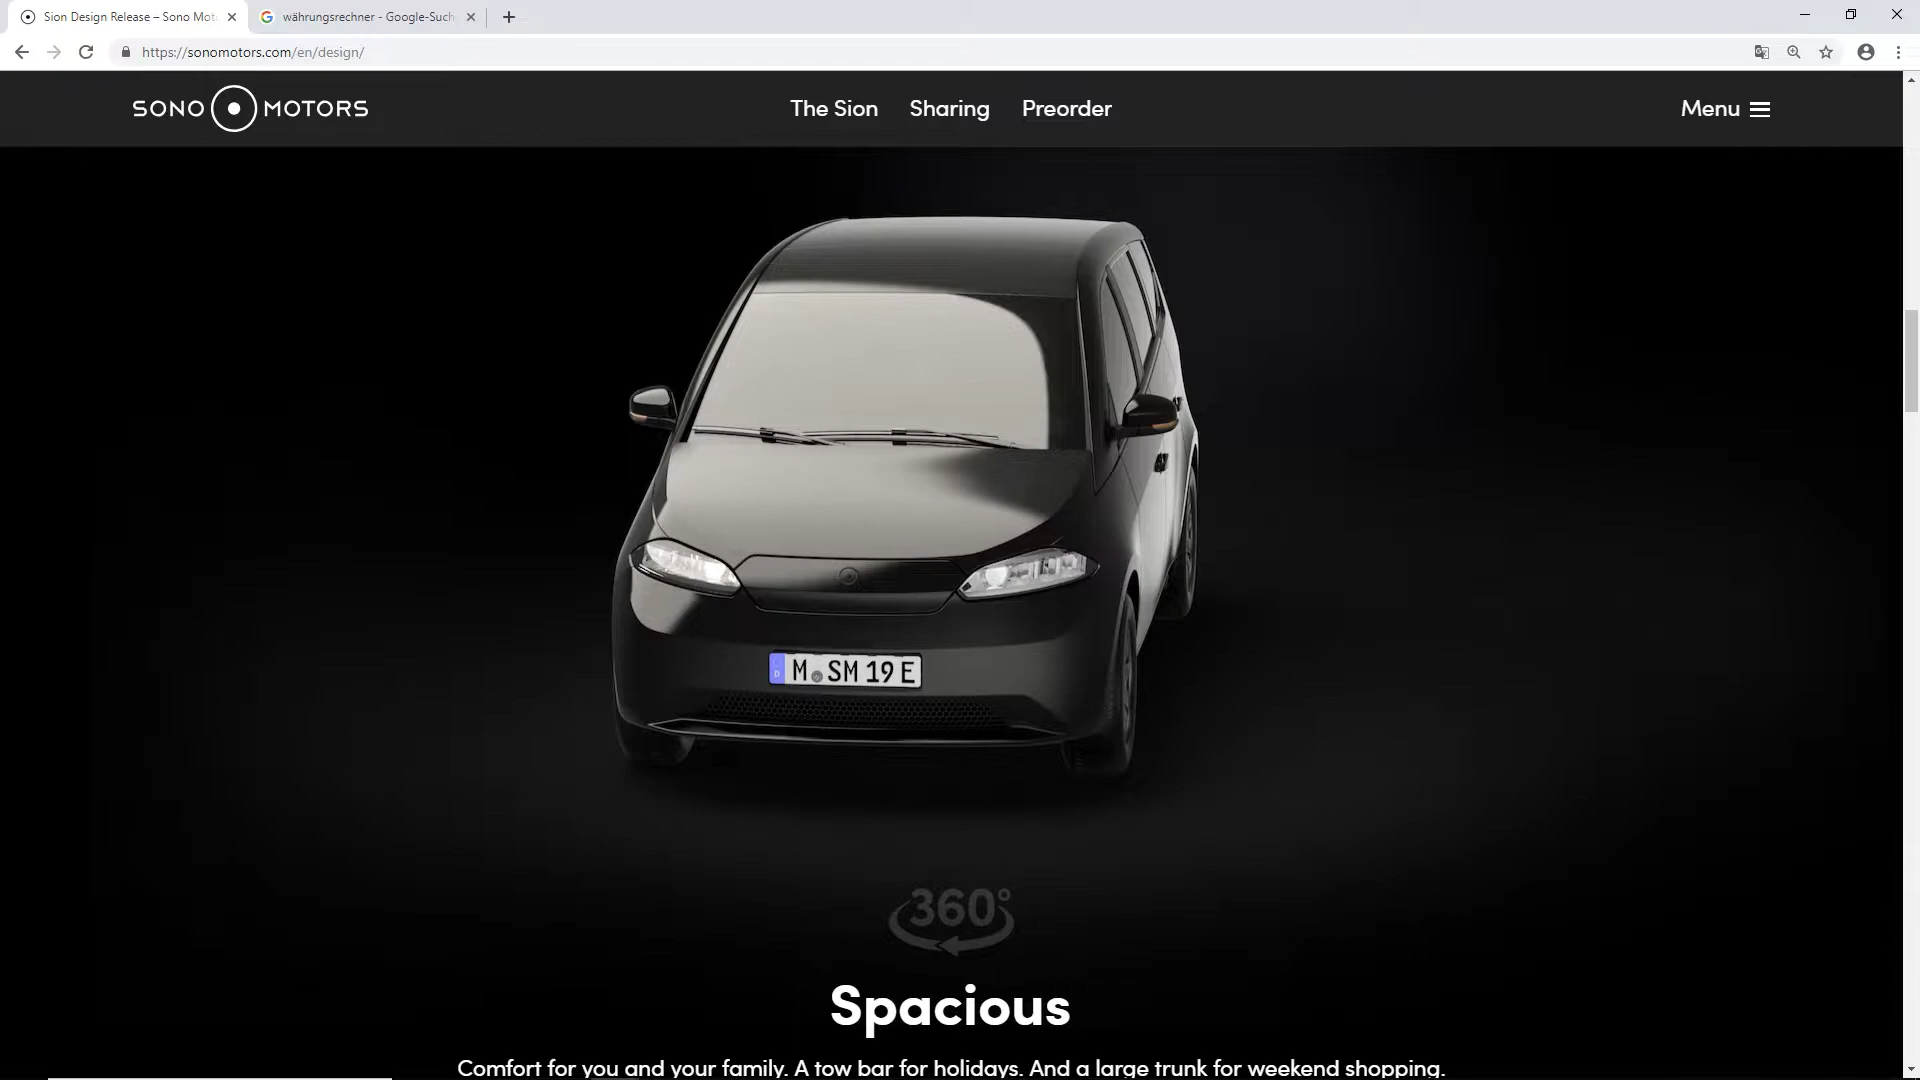 Sion Design Release – Sono Mot
währungsrechner - Google-Such
https://sonomotors.com/en/design/
SONO MOTORS
The Sion
Sharing
Preorder
Menu
D M SM 19 E
360°
Spacious
Comfort for you and your family. A tow bar for holidays. And a large trunk for weekend shopping.